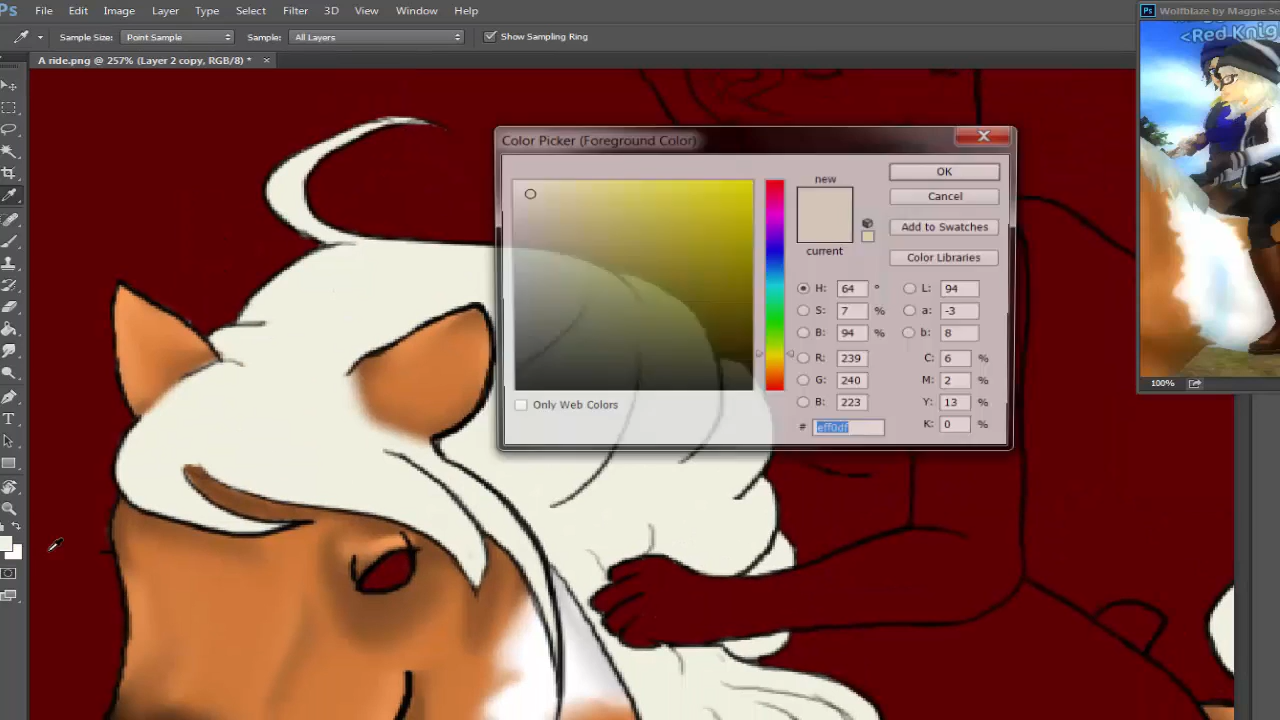 Ps File Edit Image Layer Type Select Filter 3D View Window Help
Sample Size: Point Sample Sample: All Layers Show Sampling Ring
A ride.png @ 257% (Layer 2 copy, RGB/8) * ×
Ps Wolfblaze by Maggie Se
<Red Knig
100%
Color Picker (Foreground Color)
new
current
OK
Cancel
Add to Swatches
Color Libraries
H: 64 ° L: 94
S: 7 % a: -3
B: 94 % b: 8
R: 239 C: 6 %
G: 240 M: 2 %
B: 223 Y: 13 %
# eff0df K: 0 %
Only Web Colors
T